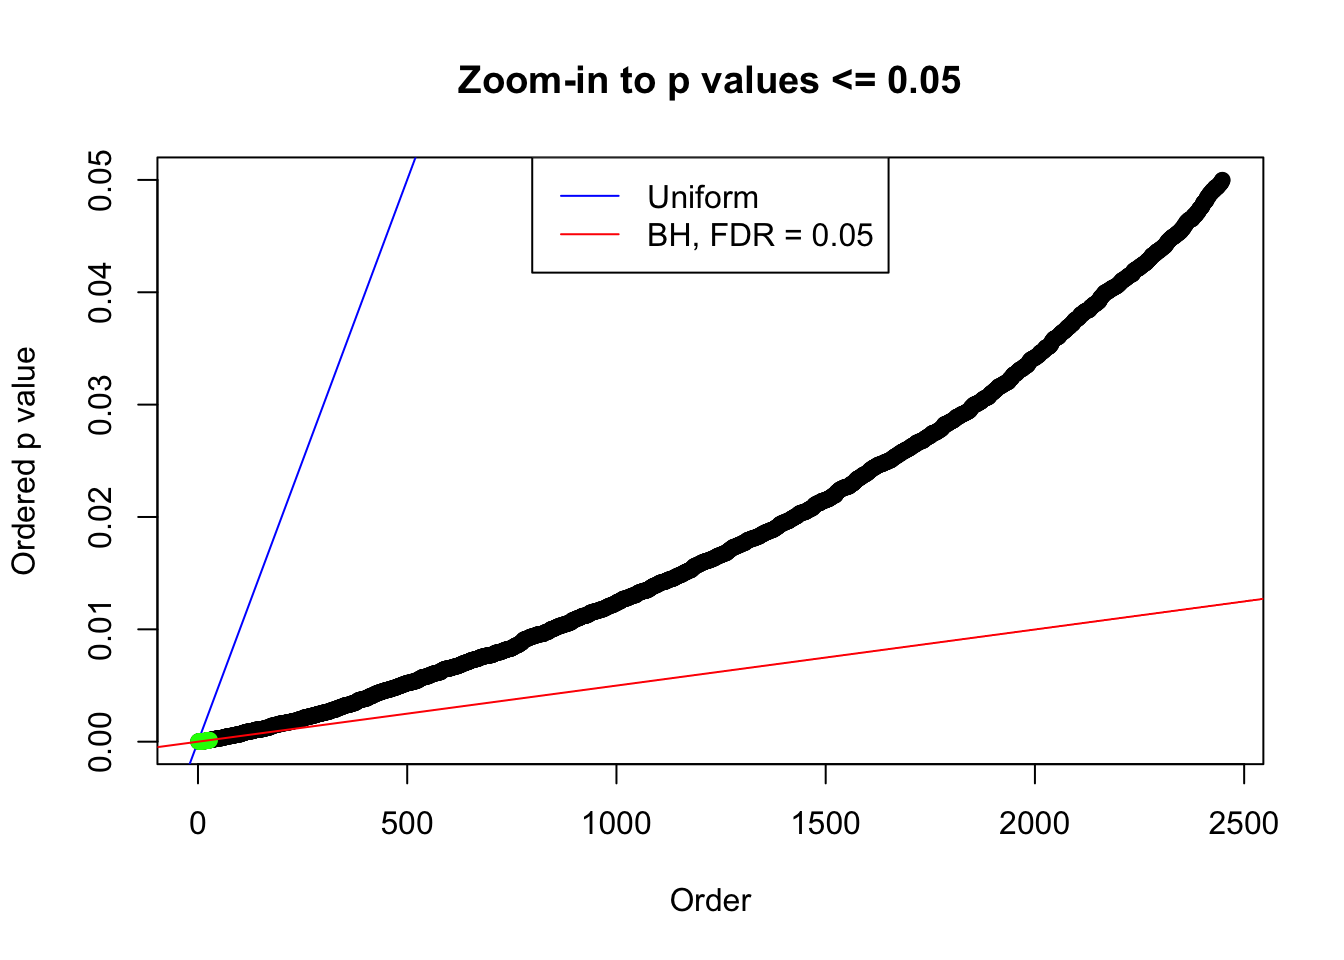 Zoom-in to p values <= 0.05
Uniform
BH, FDR = 0.05
Ordered p value
0.05
0.04
0.03
0.02
0.01
0.00
0 500 1000 1500 2000 2500
Order